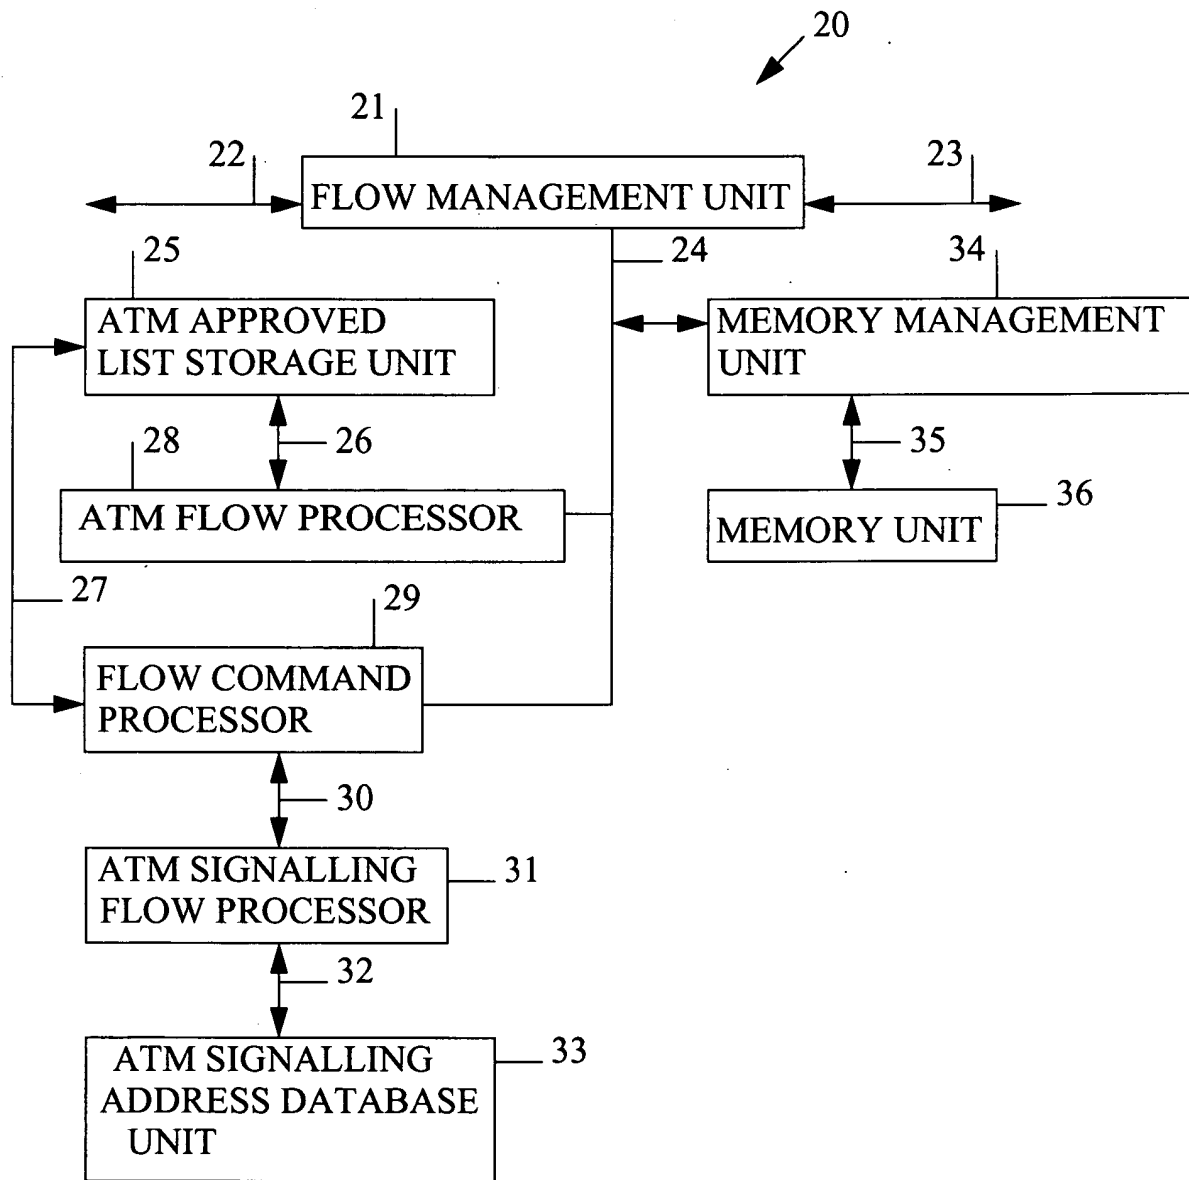 20
21
22
23
FLOW MANAGEMENT UNIT
25
24
34
ATM APPROVED
LIST STORAGE UNIT
MEMORY MANAGEMENT
UNIT
28
26
35
36
ATM FLOW PROCESSOR
MEMORY UNIT
27
29
FLOW COMMAND
PROCESSOR
30
ATM SIGNALLING
FLOW PROCESSOR
31
32
ATM SIGNALLING
ADDRESS DATABASE
UNIT
33